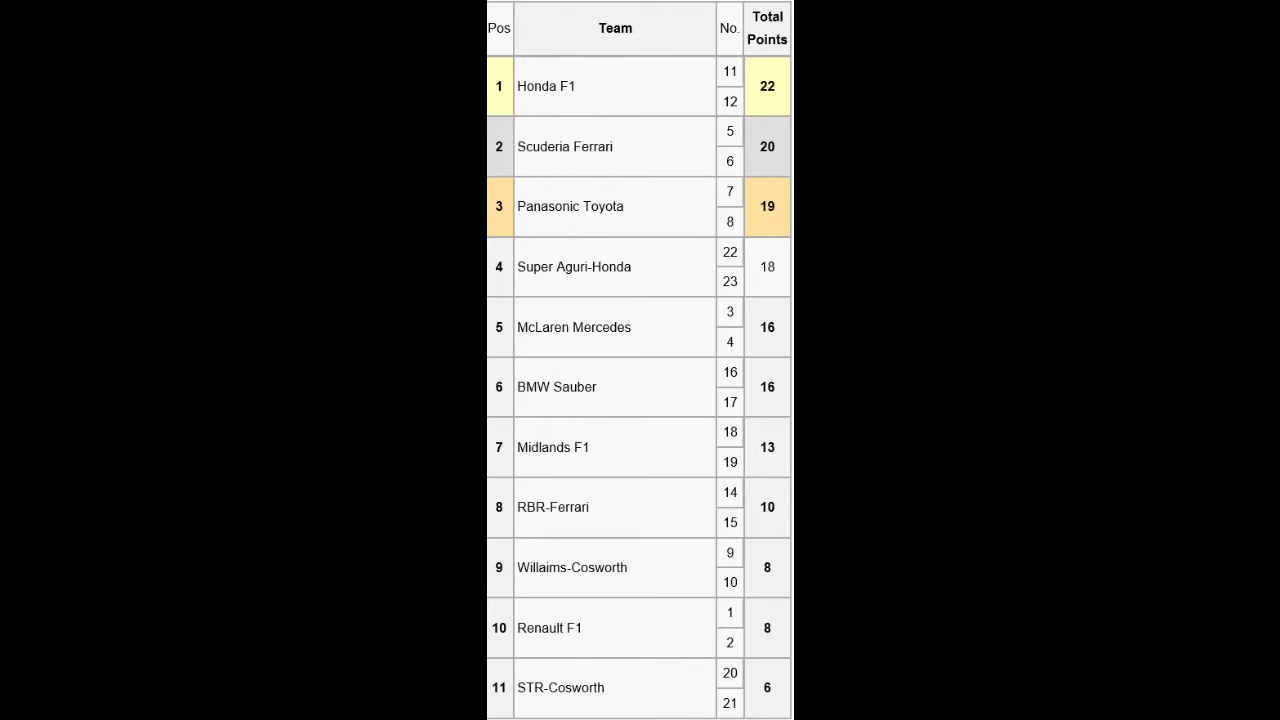 Pos Team No. Total Points
1 Honda F1 11 12 22
2 Scuderia Ferrari 5 6 20
3 Panasonic Toyota 7 8 19
4 Super Aguri-Honda 22 23 18
5 McLaren Mercedes 3 4 16
6 BMW Sauber 16 17 16
7 Midlands F1 18 19 13
8 RBR-Ferrari 14 15 10
9 Willaims-Cosworth 9 10 8
10 Renault F1 1 2 8
11 STR-Cosworth 20 21 6